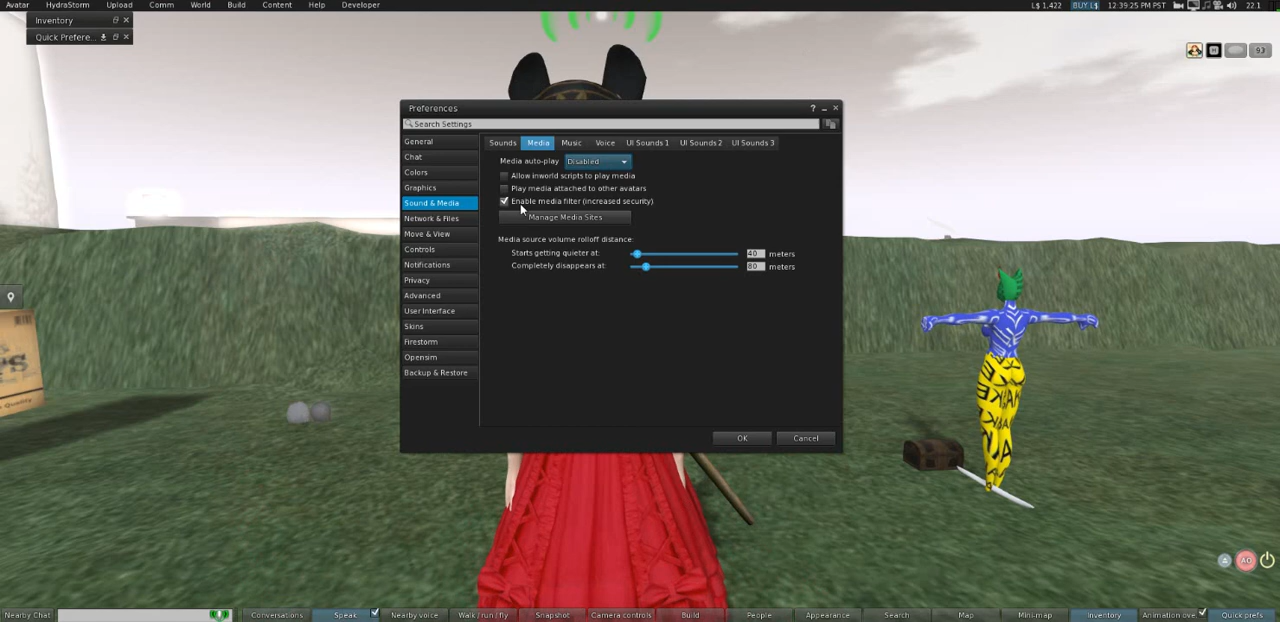 Avatar HydraStorm Upload Comm World Build Content Help Developer L$ 1,422 BUY L$ 12:39:25 PM PST 22.1
Inventory
Quick Prefere...
93
Preferences
Search Settings
General
Chat
Colors
Graphics
Sound & Media
Network & Files
Move & View
Controls
Notifications
Privacy
Advanced
User Interface
Skins
Firestorm
Opensim
Backup & Restore
Sounds Media Music Voice UI Sounds 1 UI Sounds 2 UI Sounds 3
Media auto-play Disabled
Allow inworld scripts to play media
Play media attached to other avatars
Enable media filter (increased security)
Manage Media Sites
Media source volume rolloff distance:
Starts getting quieter at: 40 meters
Completely disappears at: 80 meters
OK Cancel
AO
Nearby Chat Conversations Speak Nearby voice Walk / run / fly Snapshot Camera controls Build People Appearance Search Map Mini-map Inventory Animation ove Quick prefs